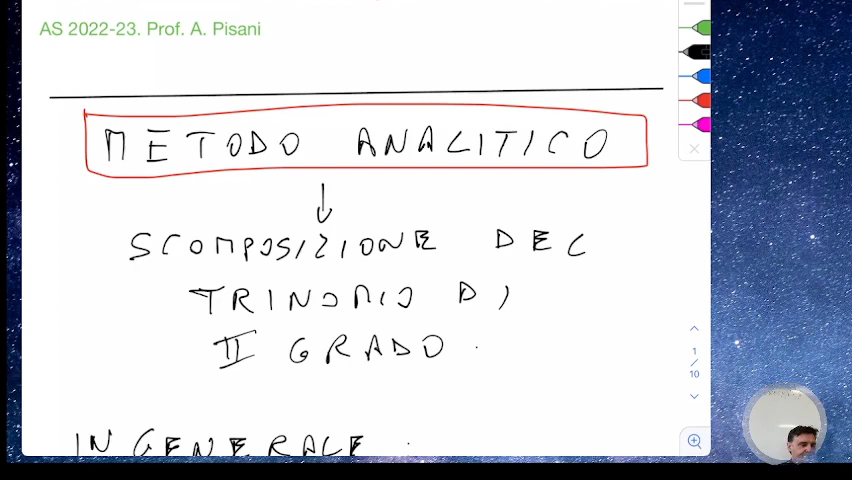 AS 2022-23. Prof. A. Pisani
METODO ANALITICO
SCOMPOSIZIONE DEL
TRINOMIO DI
II GRADO.
IN GENERALE.
1
/
10